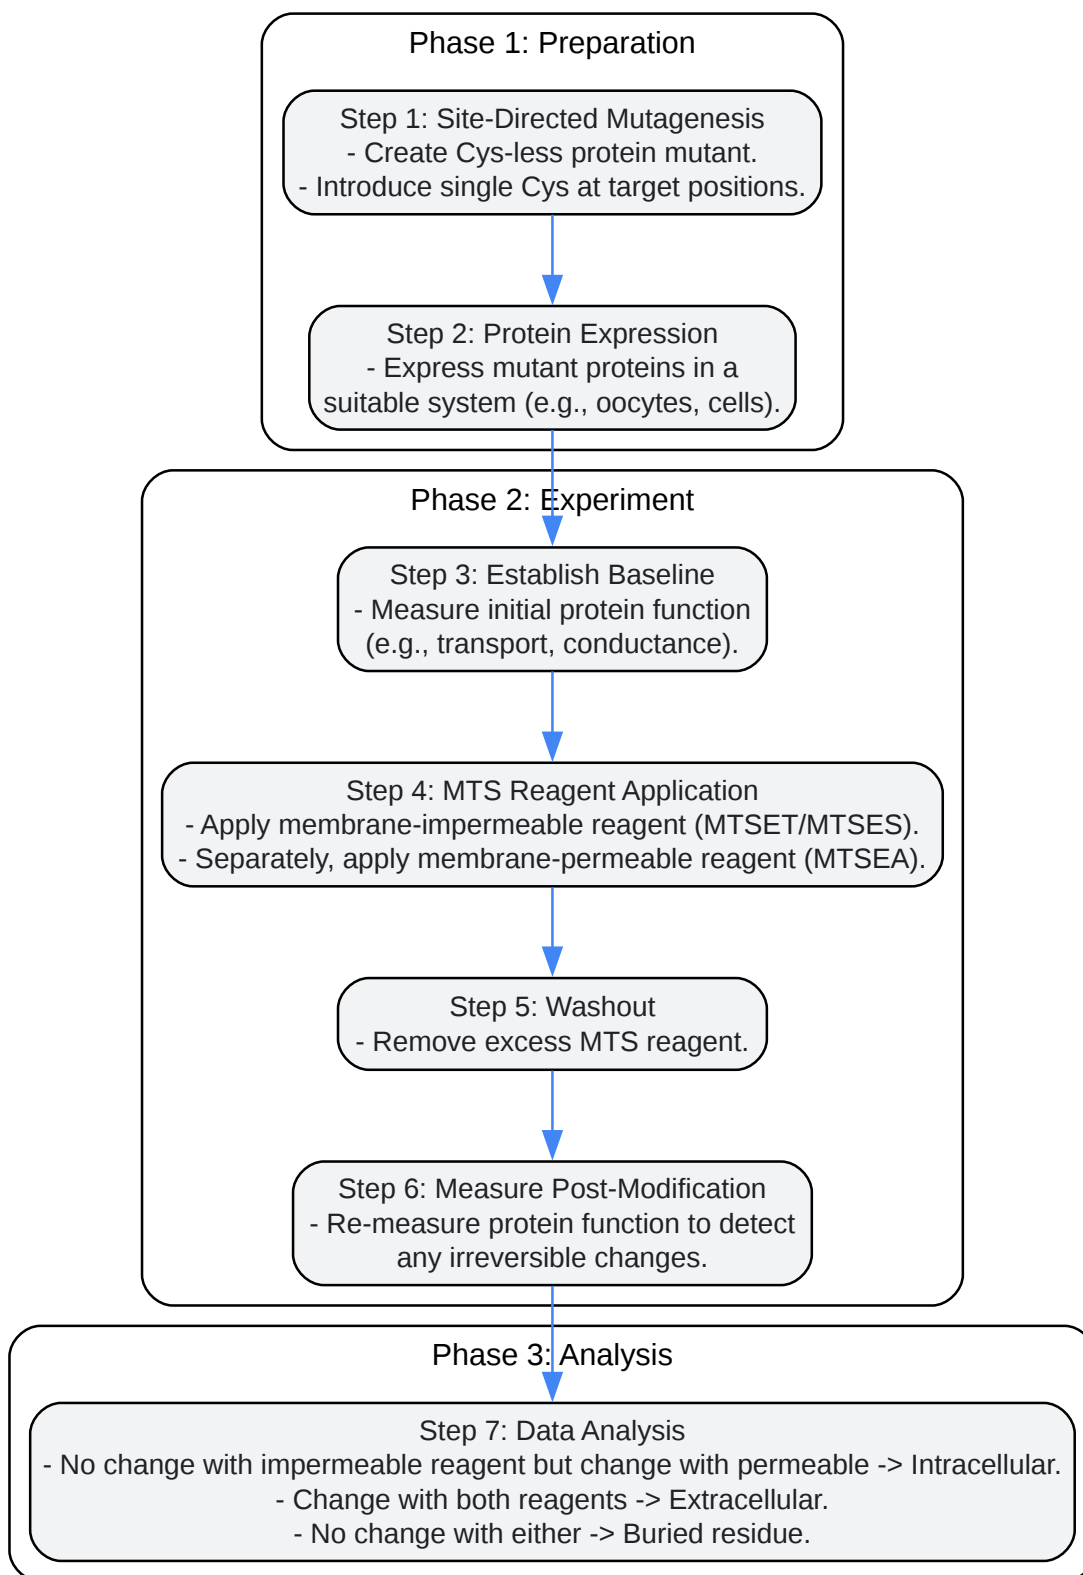 Phase 1: Preparation
Step 1: Site-Directed Mutagenesis
- Create Cys-less protein mutant.
- Introduce single Cys at target positions.
Step 2: Protein Expression
- Express mutant proteins in a
suitable system (e.g., oocytes, cells).
Phase 2: Experiment
Step 3: Establish Baseline
- Measure initial protein function
(e.g., transport, conductance).
Step 4: MTS Reagent Application
- Apply membrane-impermeable reagent (MTSET/MTSES).
- Separately, apply membrane-permeable reagent (MTSEA).
Step 5: Washout
- Remove excess MTS reagent.
Step 6: Measure Post-Modification
- Re-measure protein function to detect
any irreversible changes.
Phase 3: Analysis
Step 7: Data Analysis
- No change with impermeable reagent but change with permeable -> Intracellular.
- Change with both reagents -> Extracellular.
- No change with either -> Buried residue.